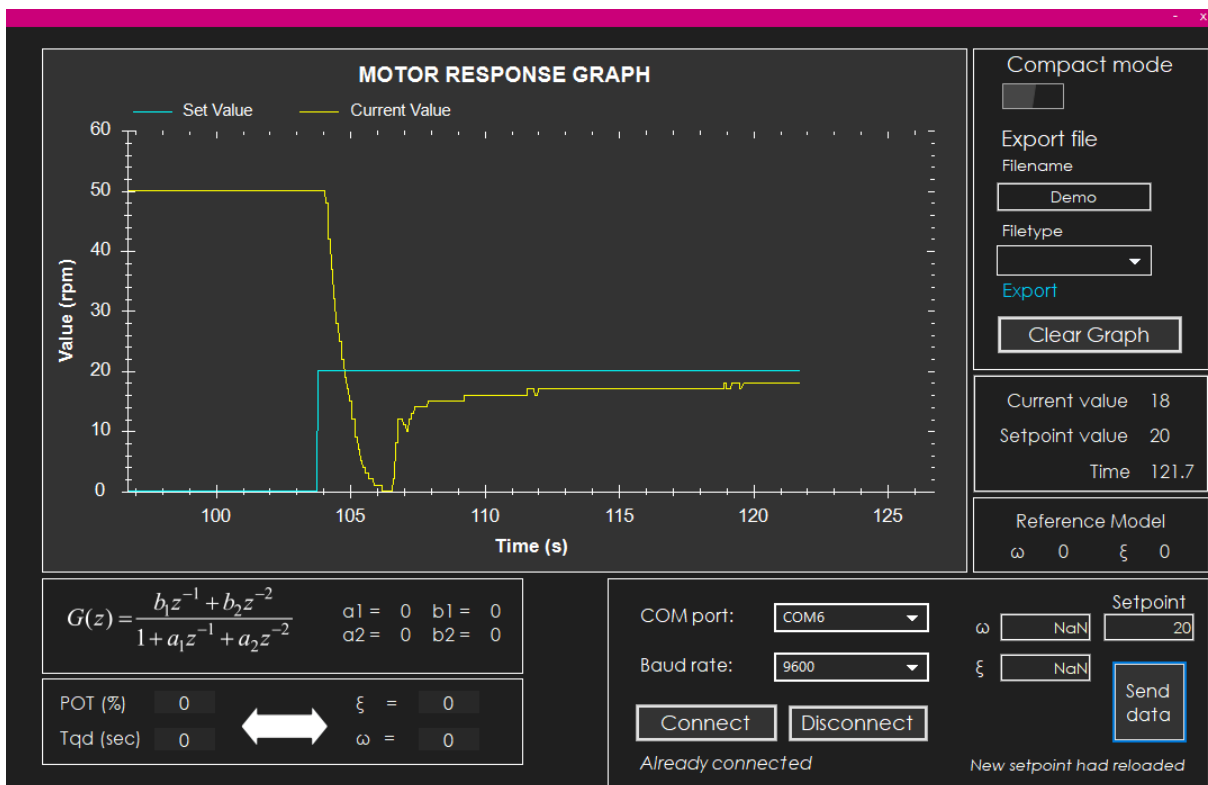 - x
MOTOR RESPONSE GRAPH
Set Value Current Value
60
50
40
30
20
10
0
Value (rpm)
100 105 110 115 120 125
Time (s)
Compact mode
Export file
Filename
Demo
Filetype
Export
Clear Graph
Current value 18
Setpoint value 20
Time 121.7
Reference Model
ω 0 ξ 0
G(z) = (b₁z⁻¹ + b₂z⁻²) / (1 + a₁z⁻¹ + a₂z⁻²)
a1 = 0 b1 = 0
a2 = 0 b2 = 0
POT (%) 0 ξ = 0
Tqd (sec) 0 ω = 0
COM port: COM6
Baud rate: 9600
Connect Disconnect
Already connected
Setpoint
ω NaN 20
ξ NaN
Send
data
New setpoint had reloaded